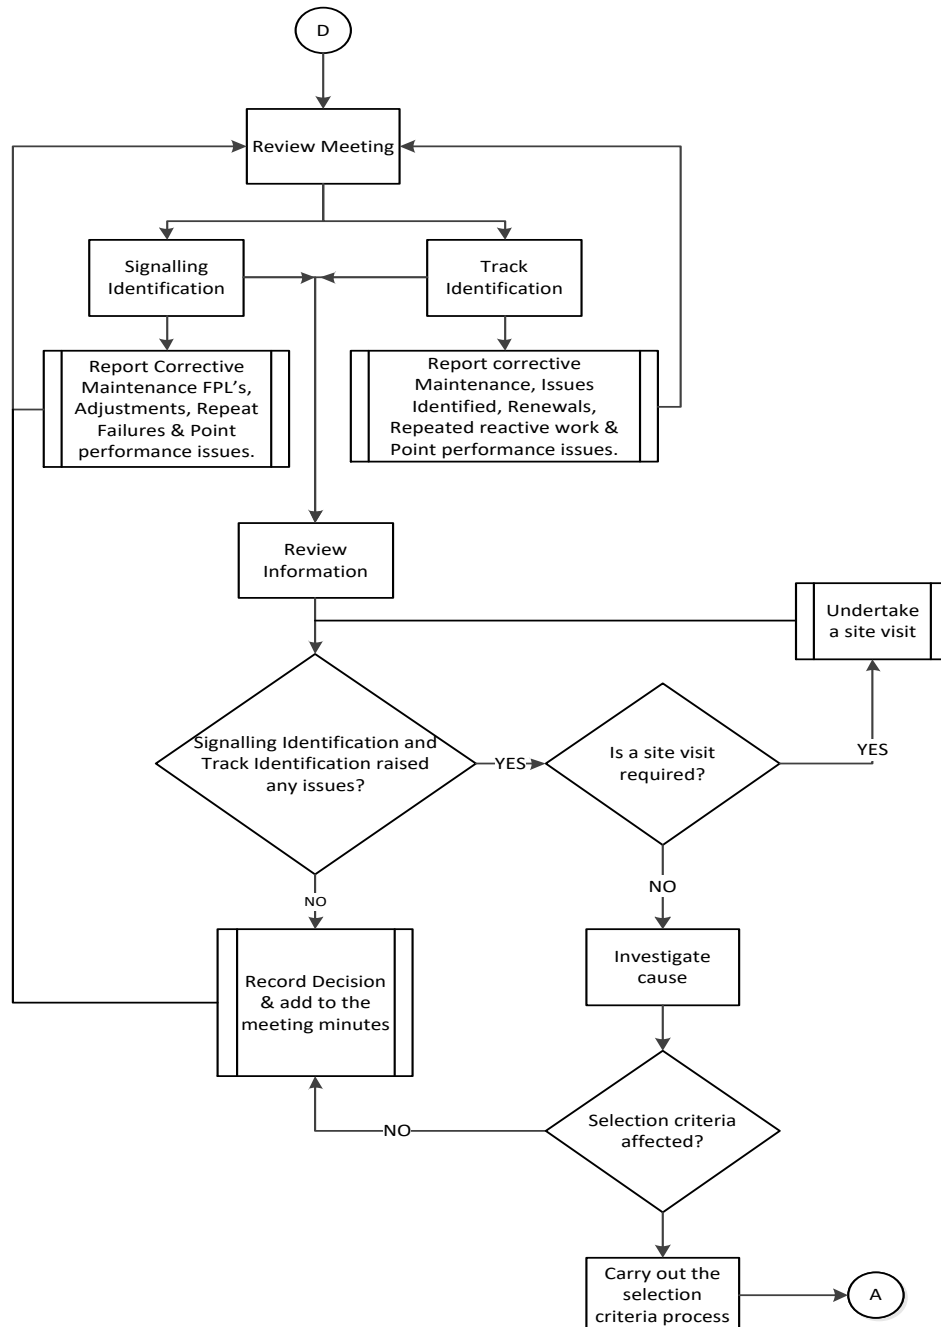 D
Review Meeting
Signalling
Identification
Track
Identification
Report Corrective
Maintenance FPL's,
Adjustments, Repeat
Failures & Point
performance issues.
Report corrective
Maintenance, Issues
Identified, Renewals,
Repeated reactive work &
Point performance issues.
Review
Information
Undertake
a site visit
Signalling Identification and
Track Identification raised
any issues?
YES
Is a site visit
required?
YES
NO
NO
Record Decision
& add to the
meeting minutes
Investigate
cause
Selection criteria
affected?
NO
Carry out the
selection
criteria process
A